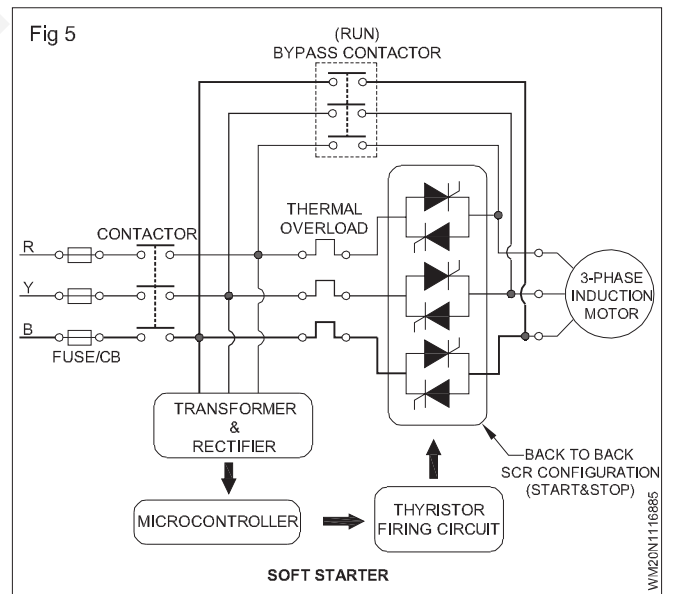 Fig 5
(RUN)
BYPASS CONTACTOR
THERMAL
OVERLOAD
CONTACTOR
R
Y
B
FUSE/CB
3-PHASE
INDUCTION
MOTOR
TRANSFORMER
&
RECTIFIER
BACK TO BACK
SCR CONFIGURATION
(START&STOP)
MICROCONTROLLER
THYRISTOR
FIRING CIRCUIT
SOFT STARTER
WM20N1116885